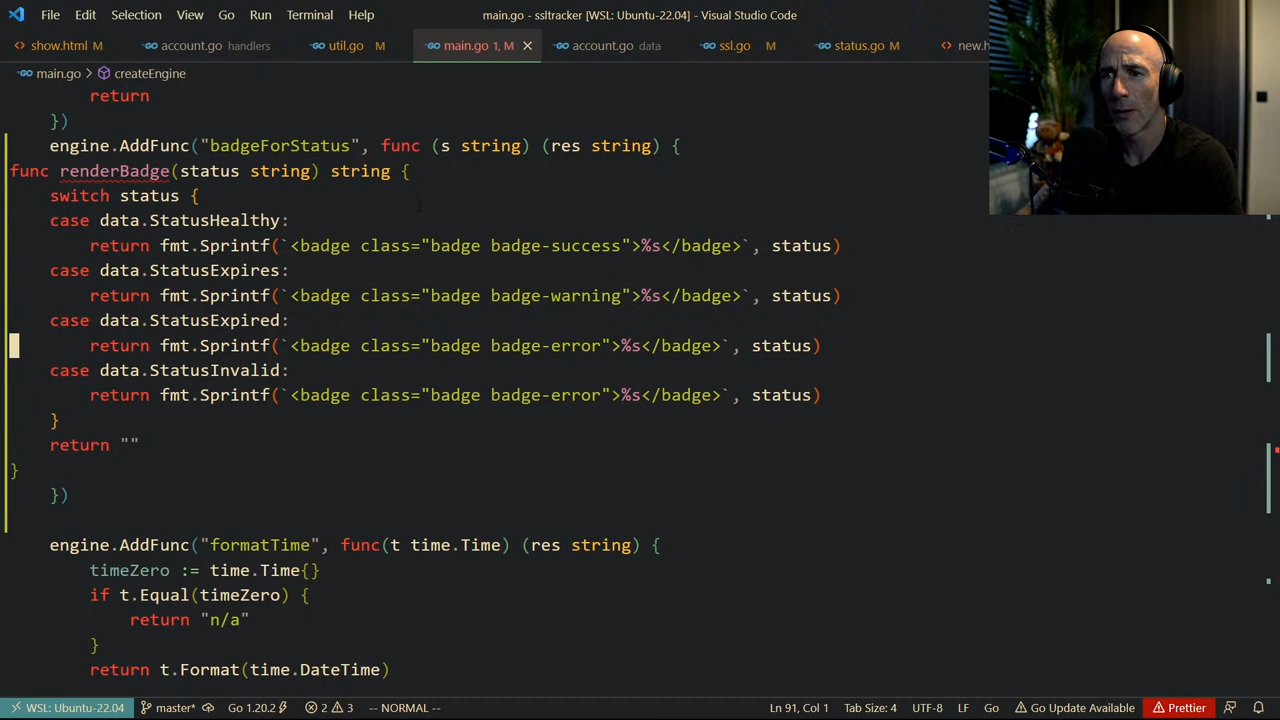 File Edit Selection View Go Run Terminal Help
main.go - ssltracker [WSL: Ubuntu-22.04] - Visual Studio Code
show.html M account.go handlers util.go M main.go 1, M account.go data ssl.go M status.go M new.h
main.go > createEngine
return
})
engine.AddFunc("badgeForStatus", func (s string) (res string) {
func renderBadge(status string) string {
switch status {
case data.StatusHealthy:
return fmt.Sprintf(`<badge class="badge badge-success">%s</badge>`, status)
case data.StatusExpires:
return fmt.Sprintf(`<badge class="badge badge-warning">%s</badge>`, status)
case data.StatusExpired:
return fmt.Sprintf(`<badge class="badge badge-error">%s</badge>`, status)
case data.StatusInvalid:
return fmt.Sprintf(`<badge class="badge badge-error">%s</badge>`, status)
}
return ""
}
})
engine.AddFunc("formatTime", func(t time.Time) (res string) {
timeZero := time.Time{}
if t.Equal(timeZero) {
return "n/a"
}
return t.Format(time.DateTime)
WSL: Ubuntu-22.04 master* Go 1.20.2 2 3 -- NORMAL -- Ln 91, Col 1 Tab Size: 4 UTF-8 LF Go Go Update Available Prettier